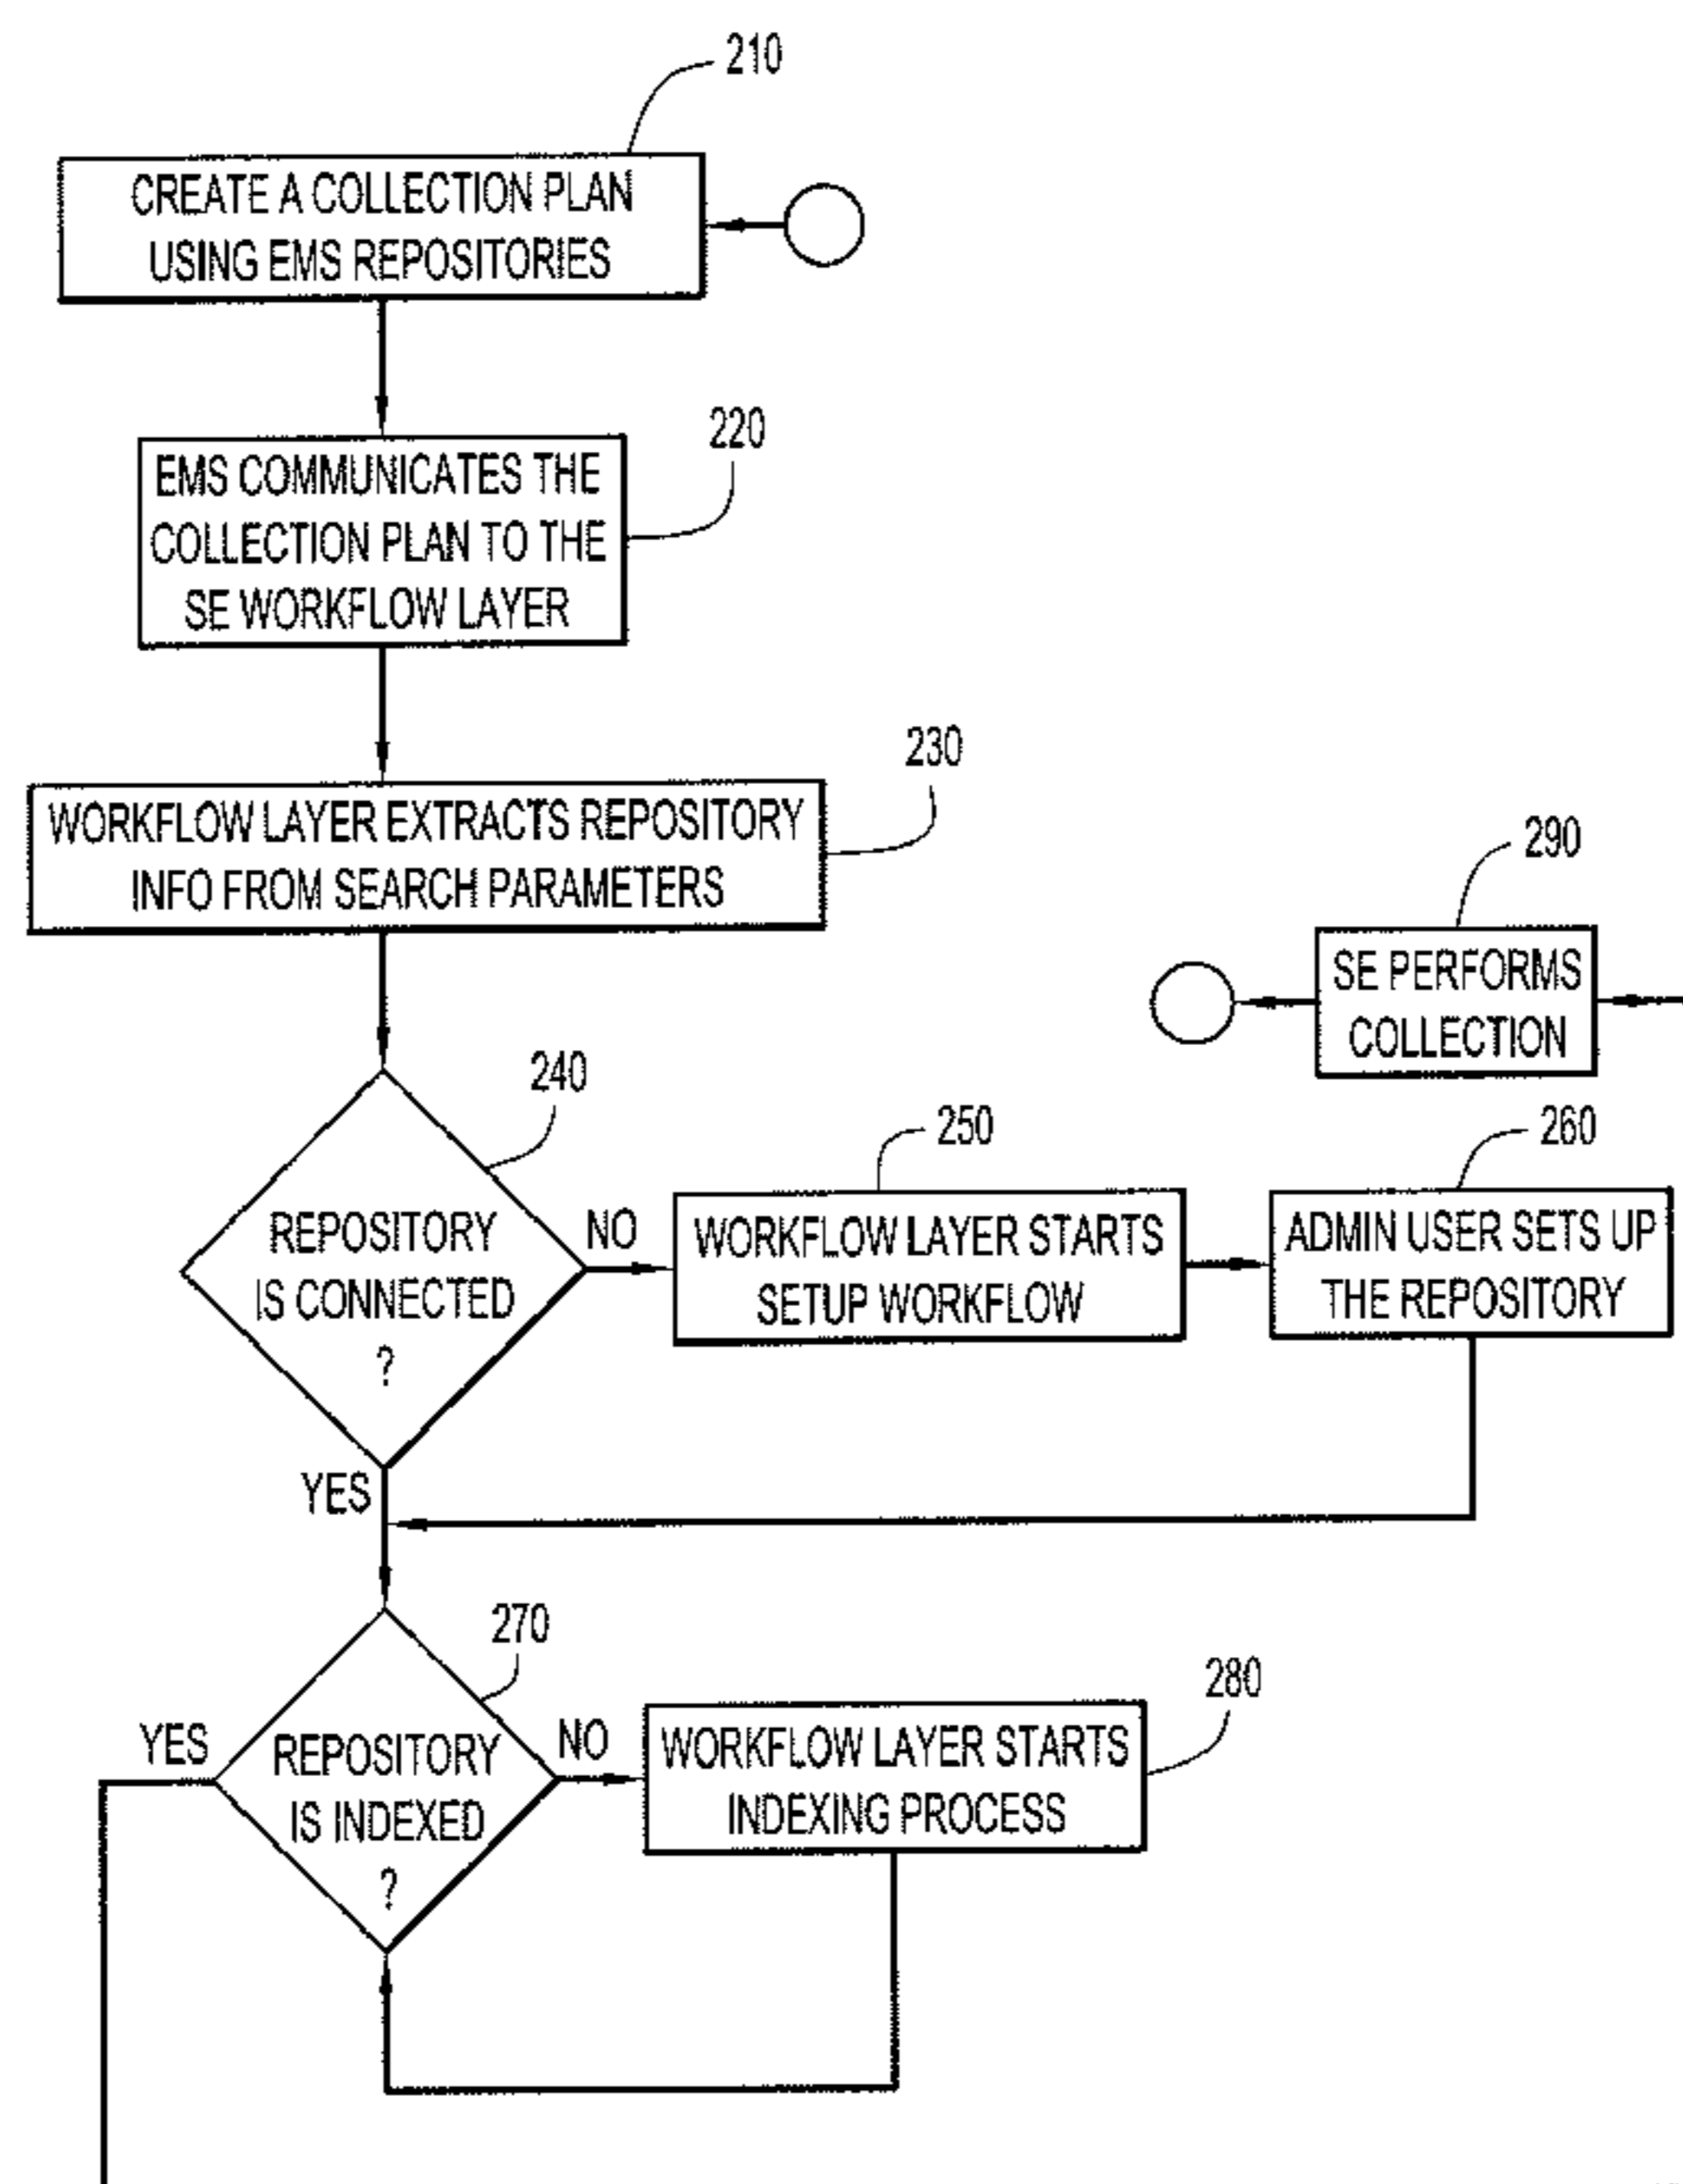 210
CREATE A COLLECTION PLAN
USING EMS REPOSITORIES
220
EMS COMMUNICATES THE
COLLECTION PLAN TO THE
SE WORKFLOW LAYER
230
WORKFLOW LAYER EXTRACTS REPOSITORY
INFO FROM SEARCH PARAMETERS
290
SE PERFORMS
COLLECTION
240
REPOSITORY
IS CONNECTED
?
NO
YES
250
WORKFLOW LAYER STARTS
SETUP WORKFLOW
260
ADMIN USER SETS UP
THE REPOSITORY
270
REPOSITORY
IS INDEXED
?
YES
NO
280
WORKFLOW LAYER STARTS
INDEXING PROCESS